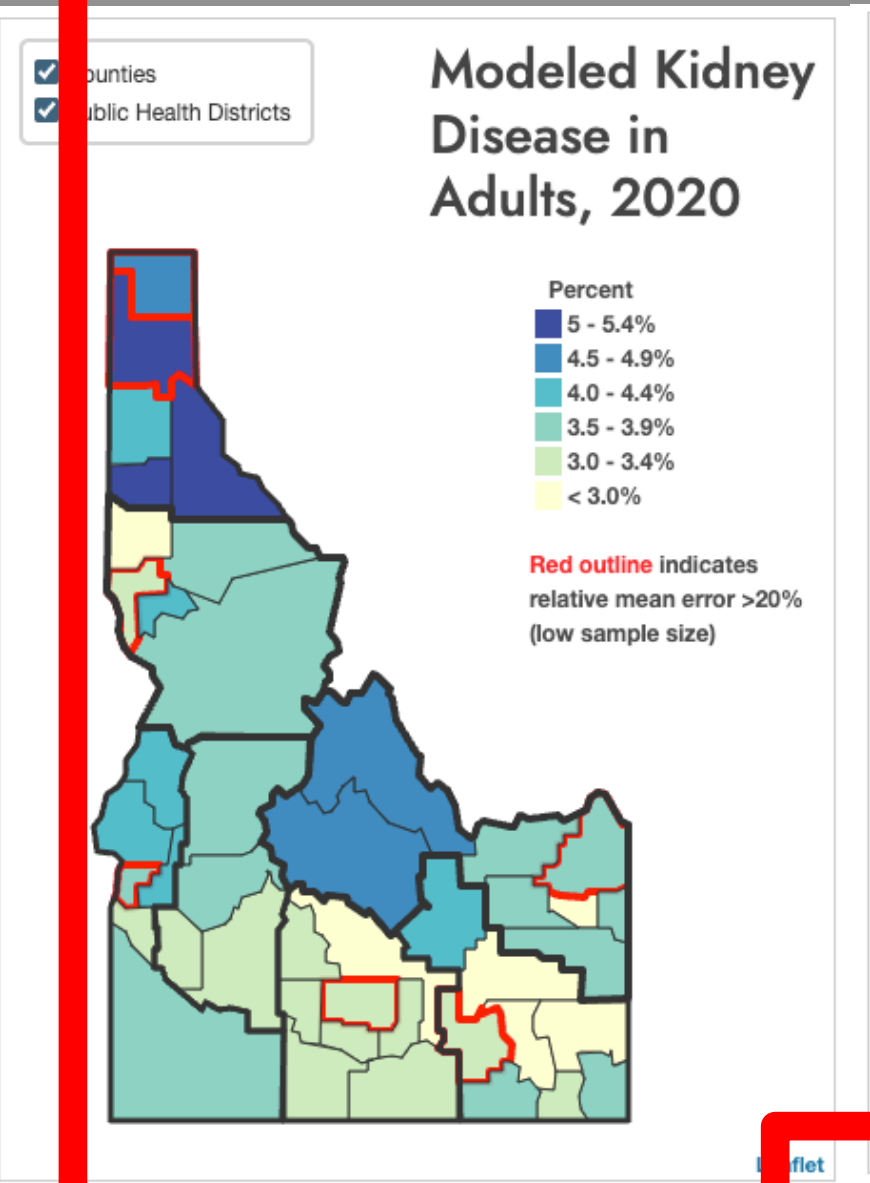 ounties
ublic Health Districts
Modeled Kidney
Disease in
Adults, 2020
Percent
5 - 5.4%
4.5 - 4.9%
4.0 - 4.4%
3.5 - 3.9%
3.0 - 3.4%
< 3.0%
Red outline indicates
relative mean error >20%
(low sample size)